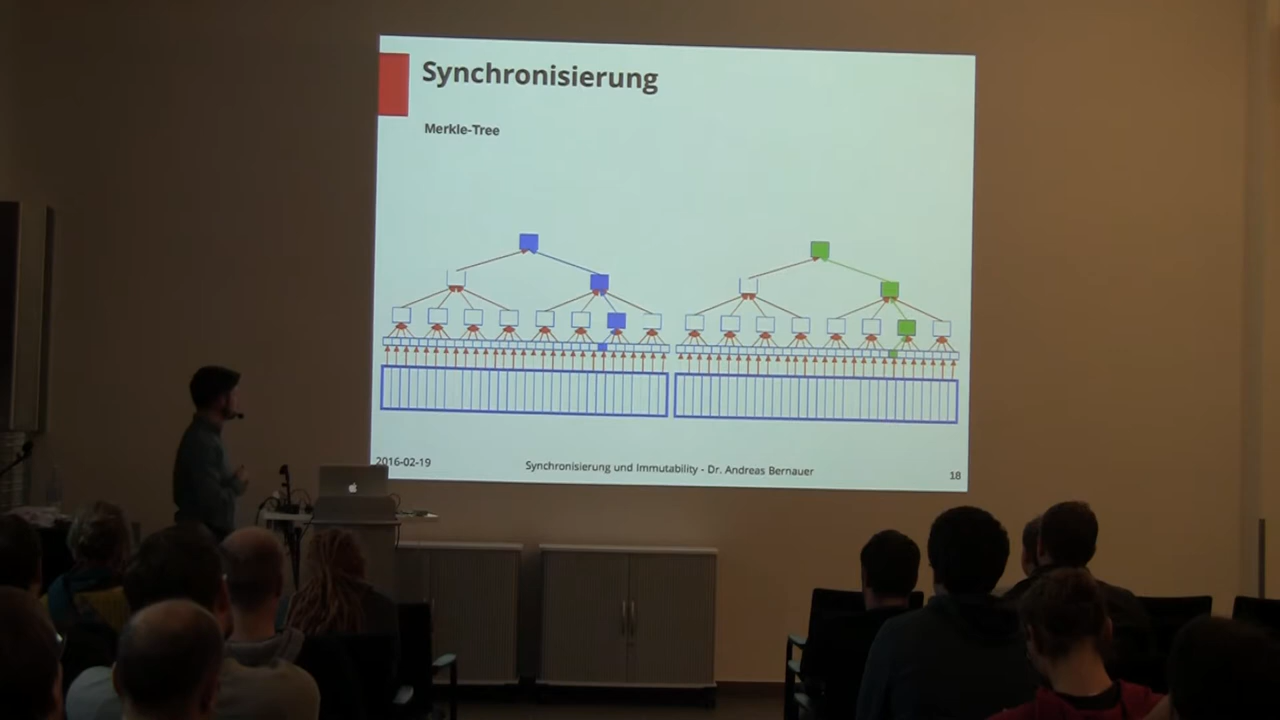 Synchronisierung
Merkle-Tree
2016-02-19
Synchronisierung und Immutability - Dr. Andreas Bernauer
18